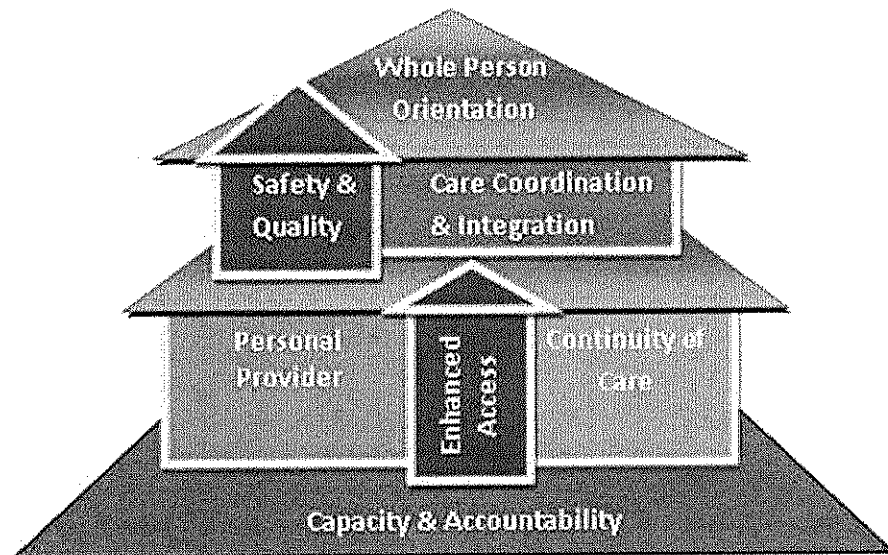 Whole Person
Orientation
Safety &
Quality
Care Coordination
& Integration
Personal
Provider
Enhanced
Access
Continuity of
Care
Capacity & Accountability